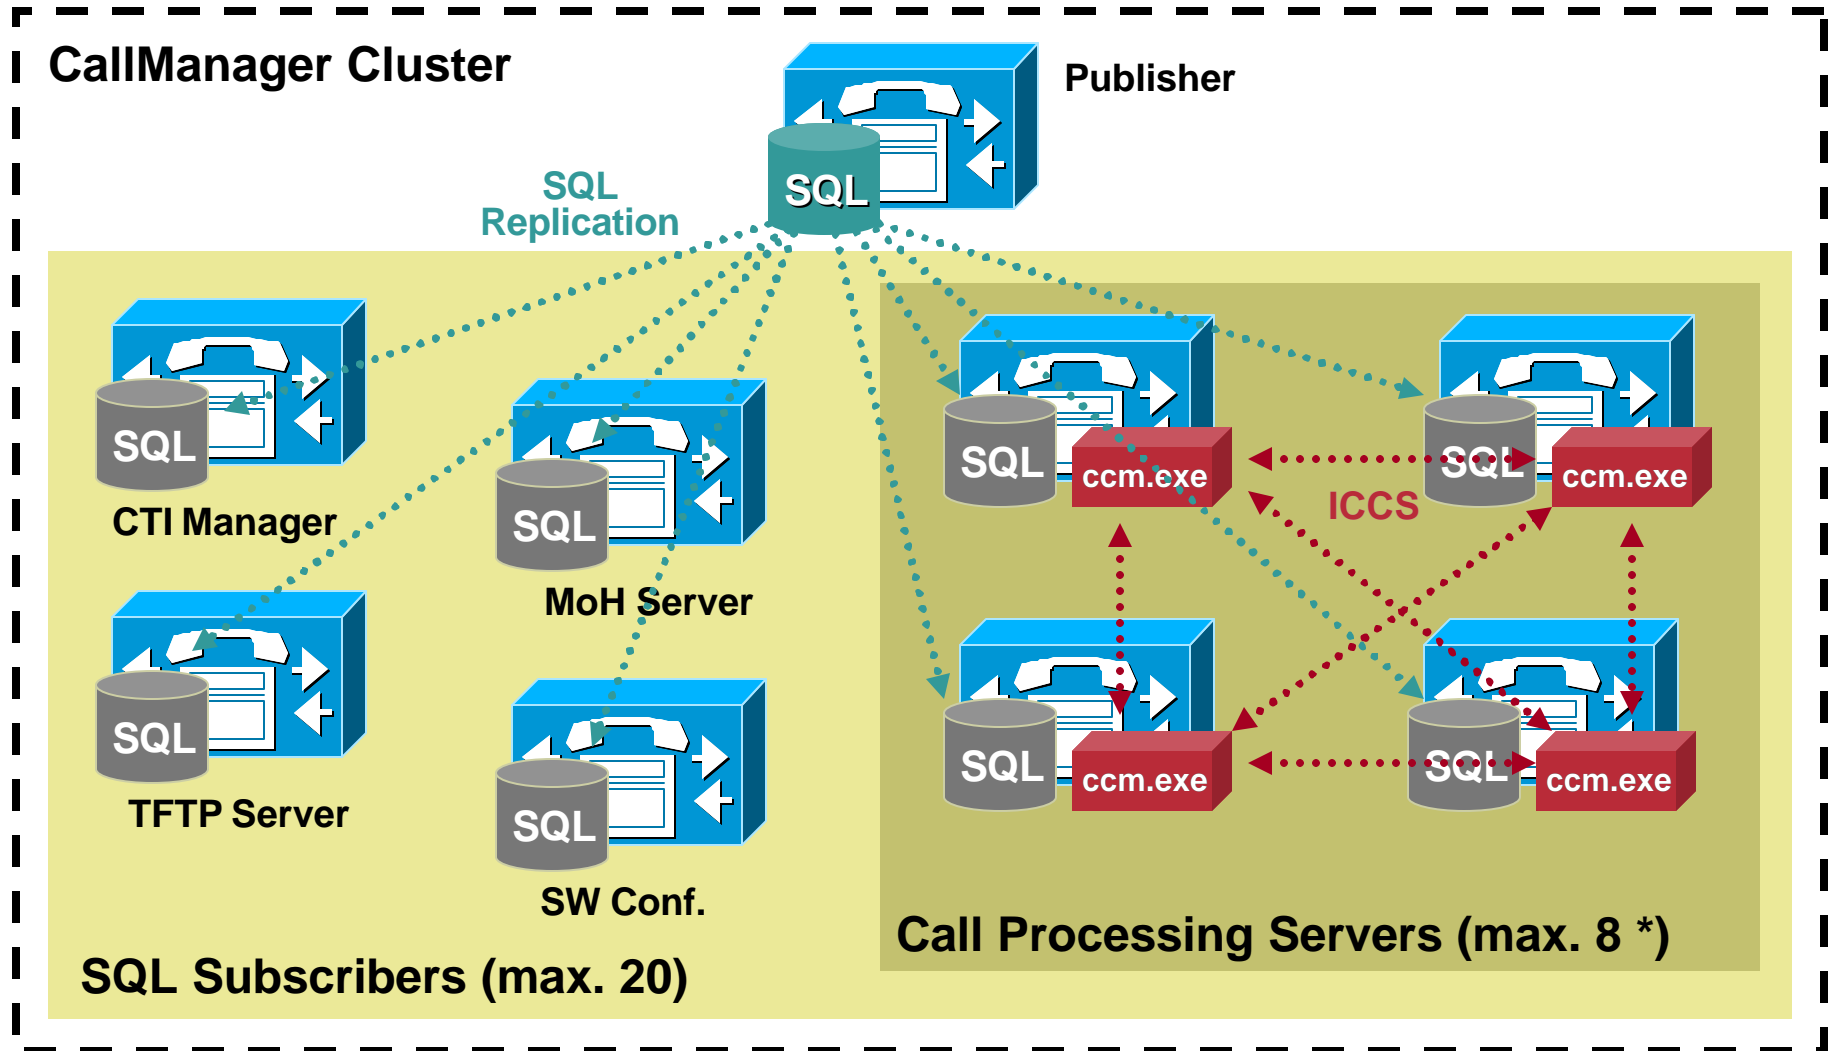 CallManager Cluster
Publisher
SQL
SQL
Replication
SQL
CTI Manager
SQL
MoH Server
SQL
TFTP Server
SQL
SW Conf.
SQL Subscribers (max. 20)
SQL
ccm.exe
SQL
ccm.exe
ICCS
SQL
ccm.exe
SQL
ccm.exe
Call Processing Servers (max. 8 *)